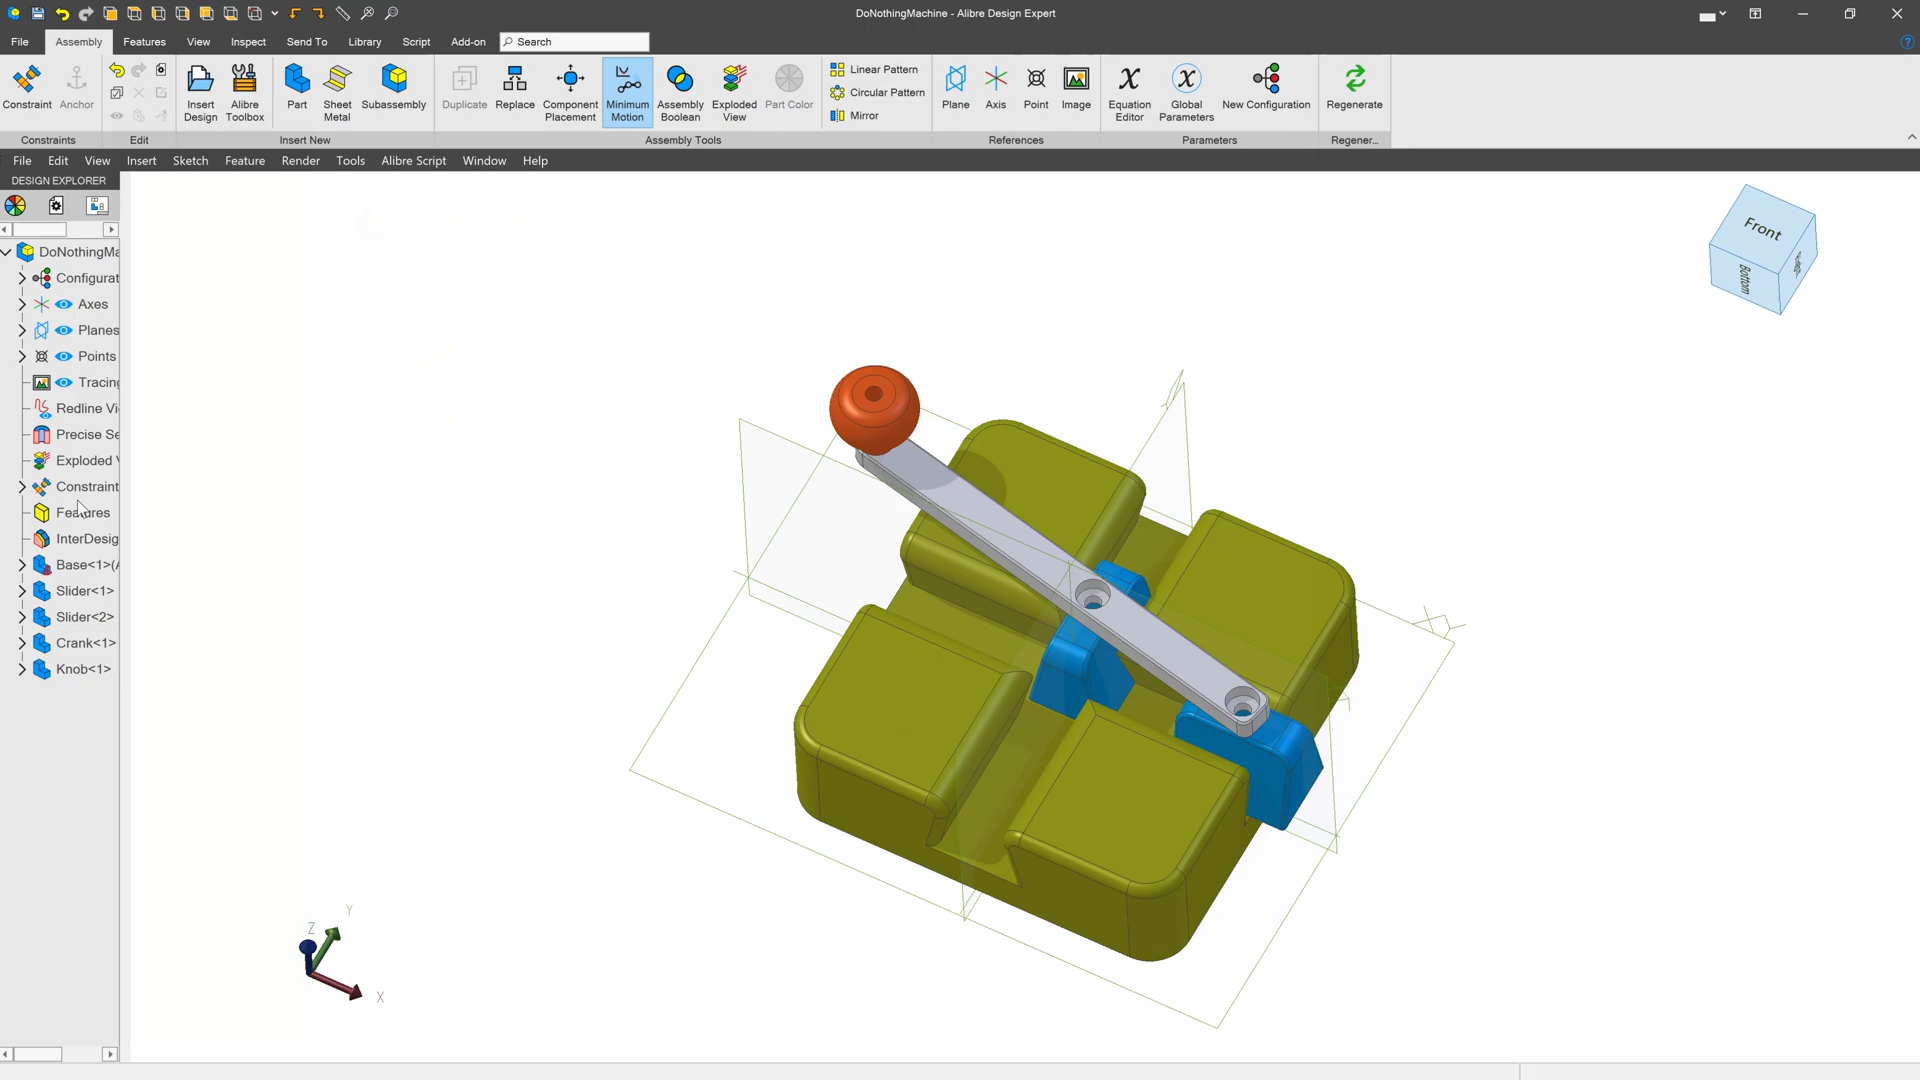 DoNothingMachine - Alibre Design Expert
File Assembly Features View Inspect Send To Library Script Add-on Search
Constraint Anchor
Insert Design Alibre Toolbox Part Sheet Metal Subassembly
Duplicate Replace Component Placement Minimum Motion Assembly Boolean Exploded View Part Color
Linear Pattern
Circular Pattern
Mirror
Plane Axis Point Image
Equation Editor Global Parameters New Configuration Regenerate
Constraints Edit Insert New Assembly Tools References Parameters Regener...
File Edit View Insert Sketch Feature Render Tools Alibre Script Window Help
DESIGN EXPLORER
DoNothingMa
Configurat
Axes
Planes
Points
Tracing
Redline Vi
Precise Se
Exploded V
Constraint
Features
InterDesig
Base<1>(A
Slider<1>
Slider<2>
Crank<1>
Knob<1>
Front
Bottom
Z
Y
X